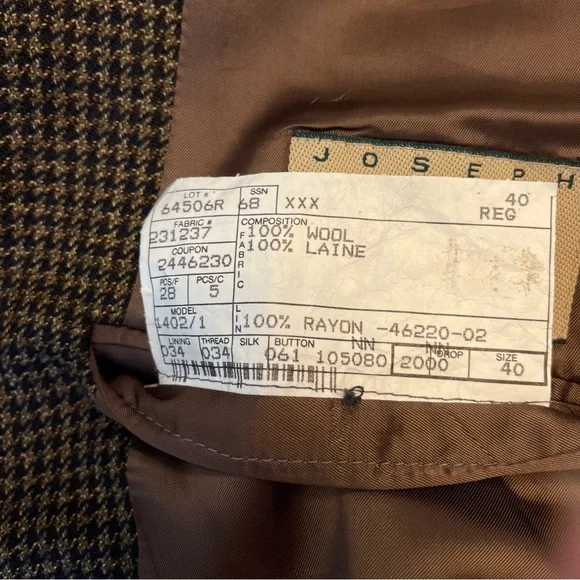 JOSEPH
LOT # SSN
64506R 68 XXX 40 REG
FABRIC # COMPOSITION
231237 FABRIC 100% WOOL
COUPON 100% LAINE
2446230
PCS/F PCS/C
28 5
MODEL
1402/1 LIN 100% RAYON -46220-02
LINING THREAD SILK BUTTON NN NN DROP SIZE
034 034 061 105080 2000 40